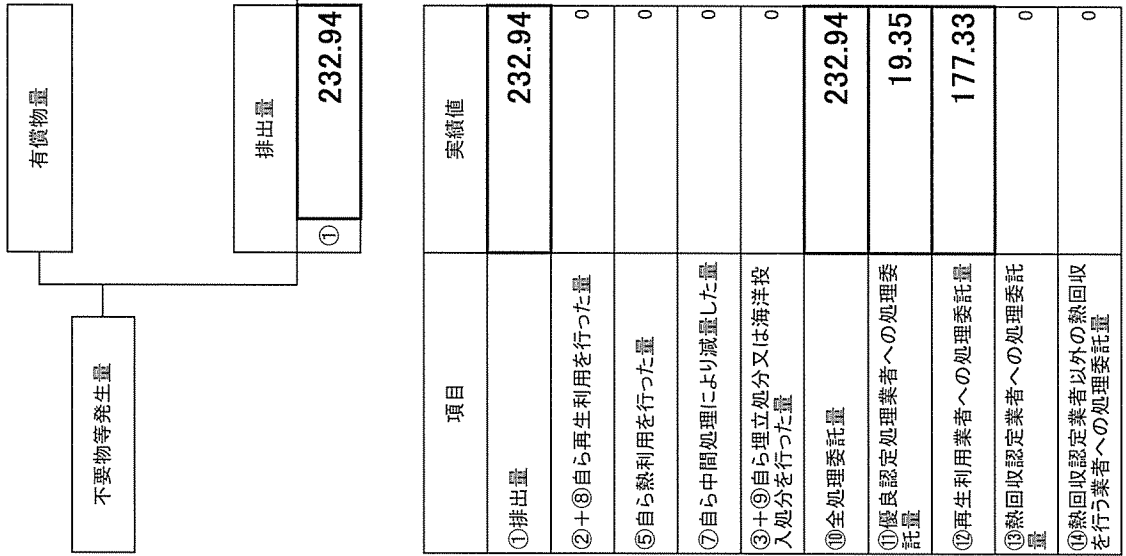 不要物等発生量
有償物量
排出量
① 232.94
項目 実績値
①排出量 232.94
②+⑧自ら再生利用を行った量 0
⑤自ら熱利用を行った量 0
⑦自ら中間処理により減量した量 0
③+⑨自ら埋立処分又は海洋投
入処分を行った量 0
⑩全処理委託量 232.94
⑪優良認定処理業者への処理委
託量 19.35
⑫再生利用業者への処理委託量 177.33
⑬熱回収認定業者への処理委託
量 0
⑭熱回収認定業者以外の熱回収
を行う業者への処理委託量 0